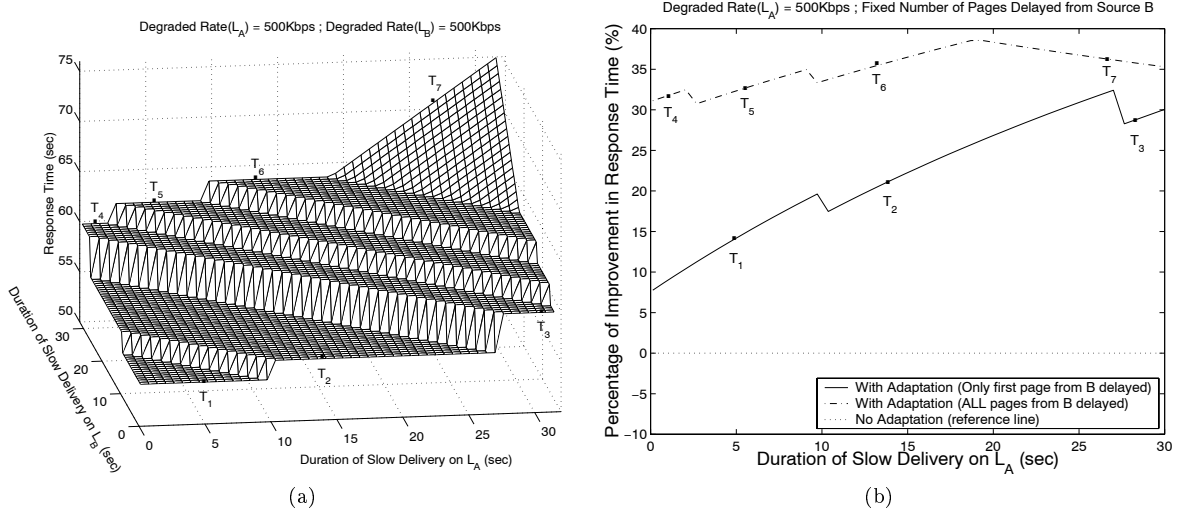 Degraded Rate(L_A) = 500Kbps ; Degraded Rate(L_B) = 500Kbps
75
70
65
60
55
50
Response Time (sec)
30
20
10
0
Duration of Slow Delivery on L_B (sec)
0
5
10
15
20
25
30
Duration of Slow Delivery on L_A (sec)
T_1
T_2
T_3
T_4
T_5
T_6
T_7
(a)
Degraded Rate(L_A) = 500Kbps ; Fixed Number of Pages Delayed from Source B
Percentage of Improvement in Response Time (%)
40
35
30
25
20
15
10
5
0
−5
−10
T_4
T_5
T_6
T_7
T_3
T_2
T_1
With Adaptation (Only first page from B delayed)
With Adaptation (ALL pages from B delayed)
No Adaptation (reference line)
0
5
10
15
20
25
30
Duration of Slow Delivery on L_A (sec)
(b)